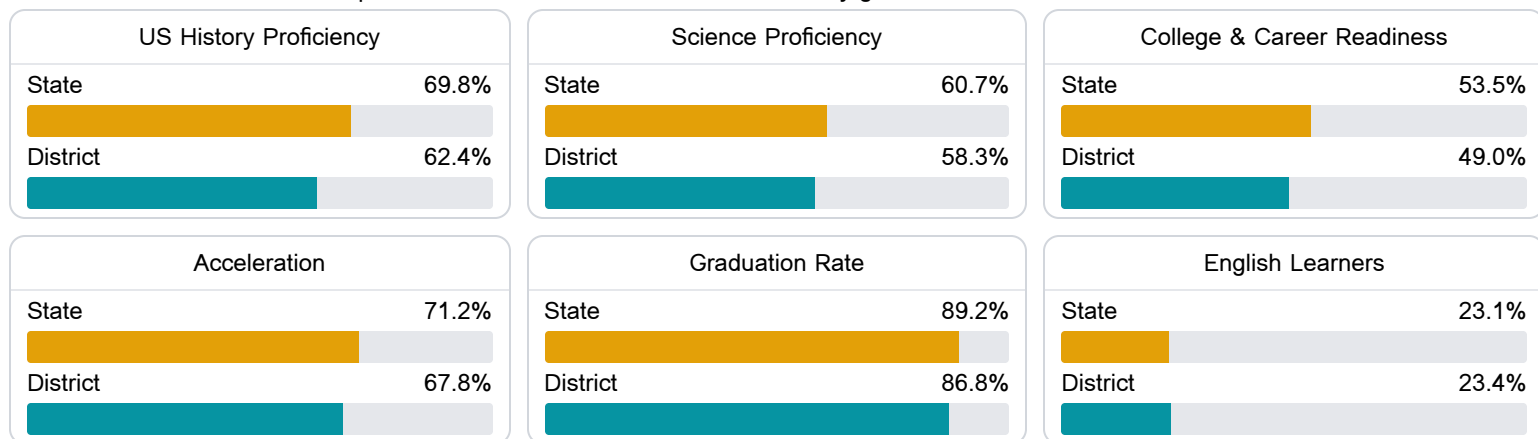 US History Proficiency
State 69.8%
District 62.4%
Science Proficiency
State 60.7%
District 58.3%
College & Career Readiness
State 53.5%
District 49.0%
Acceleration
State 71.2%
District 67.8%
Graduation Rate
State 89.2%
District 86.8%
English Learners
State 23.1%
District 23.4%